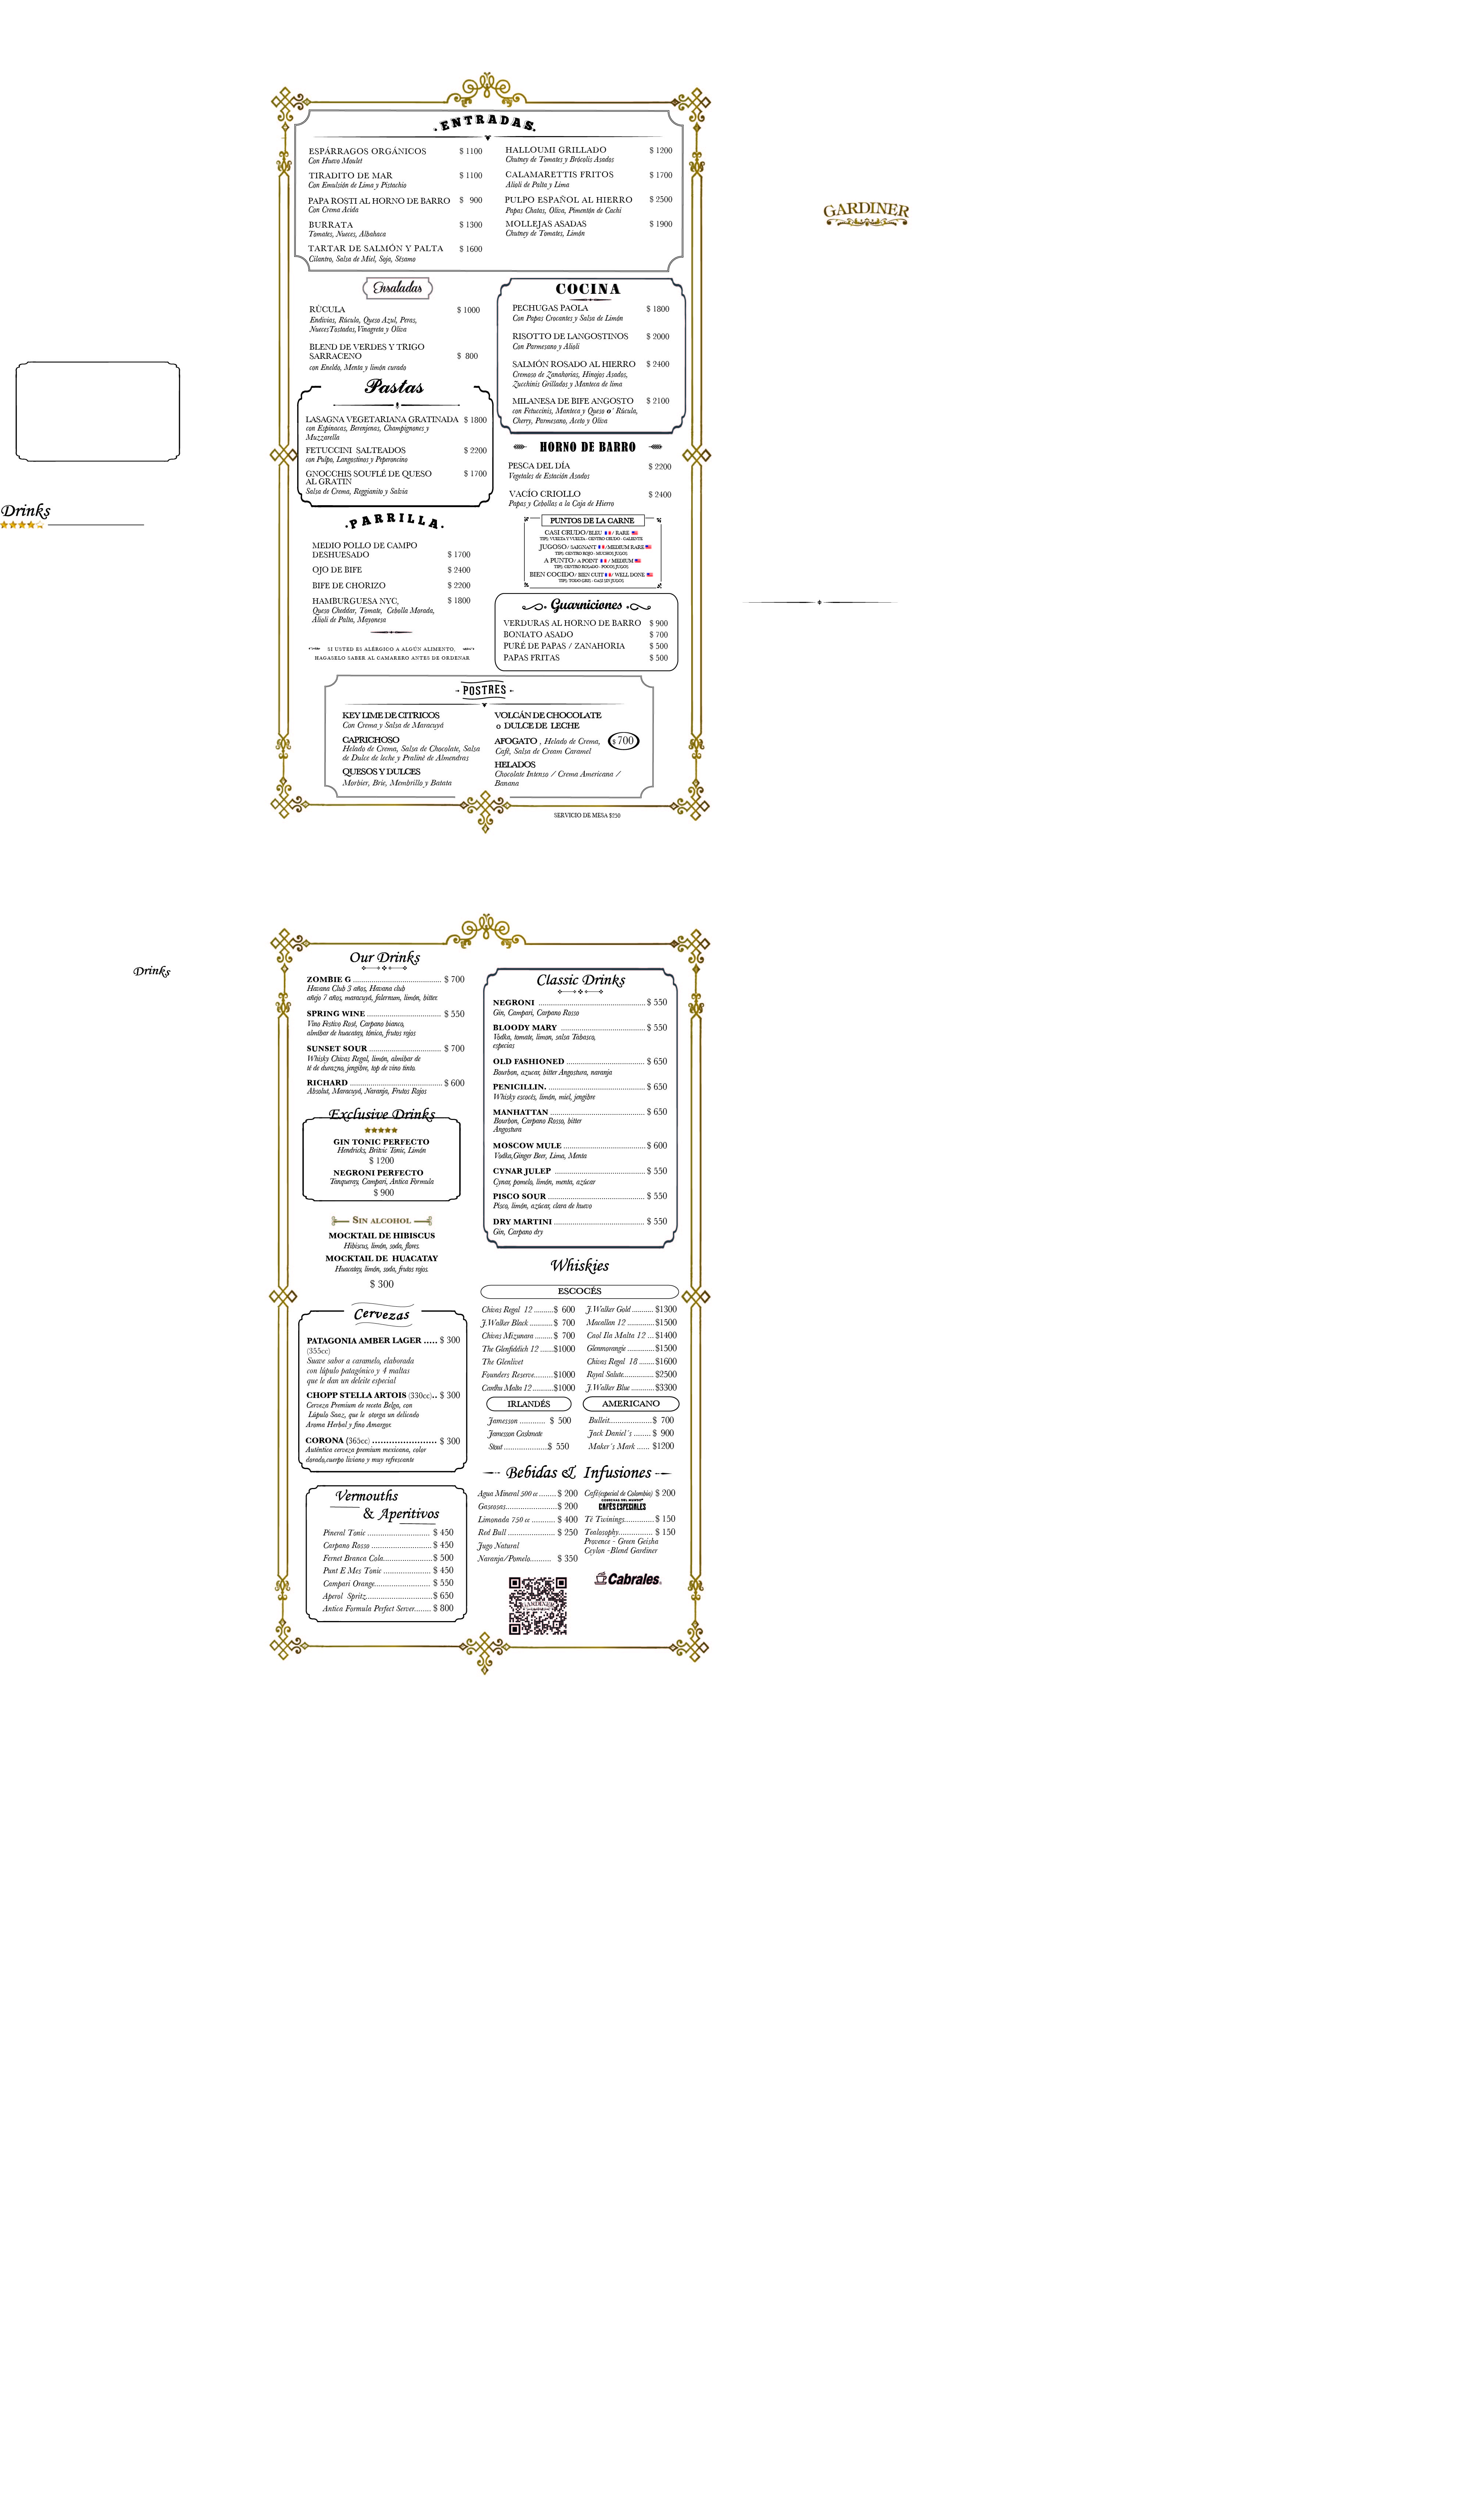 ENTRADAS
ESPÁRRAGOS ORGÁNICOS $ 1100
Con Huevo Moulet
TIRADITO DE MAR $ 1100
Con Emulsión de Lima y Pistachio
PAPA ROSTI AL HORNO DE BARRO $ 900
Con Crema Acida
BURRATA $ 1300
Tomates, Nueces, Albahaca
TARTAR DE SALMÓN Y PALTA $ 1600
Cilantro, Salsa de Miel, Soja, Sésamo
HALLOUMI GRILLADO $ 1200
Chutney de Tomates y Brócolis Asados
CALAMARETTIS FRITOS $ 1700
Alioli de Palta y Lima
PULPO ESPAÑOL AL HIERRO $ 2500
Papas Chatas, Oliva, Pimentón de Cachi
MOLLEJAS ASADAS $ 1900
Chutney de Tomates, Limón
GARDINER
Ensaladas
RÚCULA $ 1000
Endivias, Rúcula, Queso Azul, Peras,
NuecesTostadas,Vinagreta y Oliva
BLEND DE VERDES Y TRIGO
SARRACENO $ 800
con Eneldo, Menta y limón curado
Pastas
LASAGNA VEGETARIANA GRATINADA $ 1800
con Espinacas, Berenjenas, Champignones y
Muzzarella
FETUCCINI SALTEADOS $ 2200
con Pulpo, Langostinos y Peperoncino
GNOCCHIS SOUFLÉ DE QUESO $ 1700
AL GRATIN
Salsa de Crema, Reggianito y Salvia
COCINA
PECHUGAS PAOLA $ 1800
Con Papas Crocantes y Salsa de Limón
RISOTTO DE LANGOSTINOS $ 2000
Con Parmesano y Alioli
SALMÓN ROSADO AL HIERRO $ 2400
Cremoso de Zanahorias, Hinojos Asados,
Zucchinis Grillados y Manteca de lima
MILANESA DE BIFE ANGOSTO $ 2100
con Fetuccinis, Manteca y Queso o´ Rúcula,
Cherry, Parmesano, Aceto y Oliva
HORNO DE BARRO
PESCA DEL DÍA $ 2200
Vegetales de Estación Asados
VACÍO CRIOLLO $ 2400
Papas y Cebollas a la Caja de Hierro
Drinks
PARRILLA
MEDIO POLLO DE CAMPO
DESHUESADO $ 1700
OJO DE BIFE $ 2400
BIFE DE CHORIZO $ 2200
HAMBURGUESA NYC, $ 1800
Queso Cheddar, Tomate, Cebolla Morada,
Alioli de Palta, Mayonesa
SI USTED ES ALÉRGICO A ALGÚN ALIMENTO,
HAGASELO SABER AL CAMARERO ANTES DE ORDENAR
PUNTOS DE LA CARNE
CASI CRUDO/BLEU / RARE
TIPS: VUELTA Y VUELTA - CENTRO CRUDO - CALIENTE
JUGOSO/ SAIGNANT /MEDIUM RARE
TIPS: CENTRO ROJO - MUCHOS JUGOS
A PUNTO/ A POINT / MEDIUM
TIPS: CENTRO ROSADO - POCOS JUGOS
BIEN COCIDO/ BIEN CUIT / WELL DONE
TIPS: TODO GRIS - CASI SIN JUGOS
Guarniciones
VERDURAS AL HORNO DE BARRO $ 900
BONIATO ASADO $ 700
PURÉ DE PAPAS / ZANAHORIA $ 500
PAPAS FRITAS $ 500
POSTRES
KEY LIME DE CITRICOS
Con Crema y Salsa de Maracuyá
CAPRICHOSO
Helado de Crema, Salsa de Chocolate, Salsa
de Dulce de leche y Praliné de Almendras
QUESOS Y DULCES
Morbier, Brie, Membrillo y Batata
VOLCÁN DE CHOCOLATE
o DULCE DE LECHE
AFOGATO , Helado de Crema,
Café, Salsa de Cream Caramel
$ 700
HELADOS
Chocolate Intenso / Crema Americana /
Banana
SERVICIO DE MESA $250
Drinks
Our Drinks
ZOMBIE G ........ $ 700
Havana Club 3 años, Havana club
añejo 7 años, maracuyá, falernum, limón, bitter.
SPRING WINE ........ $ 550
Vino Festivo Rosé, Carpano bianco,
almíbar de huacatay, tónica, frutos rojos
SUNSET SOUR ........ $ 700
Whisky Chivas Regal, limón, almibar de
té de durazno, jengibre, top de vino tinto.
RICHARD ........ $ 600
Absolut, Maracuyá, Naranja, Frutos Rojos
Exclusive Drinks
GIN TONIC PERFECTO
Hendricks, Britvic Tonic, Limón
$ 1200
NEGRONI PERFECTO
Tanqueray, Campari, Antica Formula
$ 900
SIN ALCOHOL
MOCKTAIL DE HIBISCUS
Hibiscus, limón, soda, flores.
MOCKTAIL DE HUACATAY
Huacatay, limón, soda, frutos rojos.
$ 300
Cervezas
PATAGONIA AMBER LAGER ..... $ 300
(355cc)
Suave sabor a caramelo, elaborada
con lúpulo patagónico y 4 maltas
que le dan un deleite especial
CHOPP STELLA ARTOIS (330cc).. $ 300
Cerveza Premium de receta Belga, con
Lúpulo Saaz, que le otorga un delicado
Aroma Herbal y fino Amargor.
CORONA (365cc) ........ $ 300
Auténtica cerveza premium mexicana, color
dorado,cuerpo liviano y muy refrescante
Vermouths
& Aperitivos
Pineral Tonic ........ $ 450
Carpano Rosso ........ $ 450
Fernet Branca Cola........ $ 500
Punt E Mes Tonic ........ $ 450
Campari Orange........ $ 550
Aperol Spritz........ $ 650
Antica Formula Perfect Server........ $ 800
Classic Drinks
NEGRONI ........ $ 550
Gin, Campari, Carpano Rosso
BLOODY MARY ........ $ 550
Vodka, tomate, limon, salsa Tabasco,
especias
OLD FASHIONED ........ $ 650
Bourbon, azucar, bitter Angostura, naranja
PENICILLIN. ........ $ 650
Whisky escocés, limón, miel, jengibre
MANHATTAN ........ $ 650
Bourbon, Carpano Rosso, bitter
Angostura
MOSCOW MULE ........ $ 600
Vodka,Ginger Beer, Lima, Menta
CYNAR JULEP ........ $ 550
Cynar, pomelo, limón, menta, azúcar
PISCO SOUR ........ $ 550
Pisco, limón, azúcar, clara de huevo
DRY MARTINI ........ $ 550
Gin, Carpano dry
Whiskies
ESCOCÉS
Chivas Regal 12 ........ $ 600
J.Walker Black ........ $ 700
Chivas Mizunara ........ $ 700
The Glenfiddich 12 ......$1000
The Glenlivet
Founders Reserve........$1000
Cardhu Malta 12 ........$1000
J.Walker Gold ........ $1300
Macallan 12 ........$1500
Caol Ila Malta 12 ...$1400
Glenmorangie ........$1500
Chivas Regal 18 ........$1600
Royal Salute........$2500
J.Walker Blue ........$3300
IRLANDÉS
Jamesson ........ $ 500
Jamesson Caskmate
Stout ........$ 550
AMERICANO
Bulleit........$ 700
Jack Daniel´s ........ $ 900
Maker´s Mark ...... $1200
Bebidas & Infusiones
Agua Mineral 500 cc ........ $ 200
Gaseosas........$ 200
Limonada 750 cc ........ $ 400
Red Bull ........ $ 250
Jugo Natural
Naranja/Pomelo........ $ 350
Café(especial de Colombia) $ 200
COSECHAS DEL MUNDO
CAFÉS ESPECIALES
Té Twinings........$ 150
Tealosophy........ $ 150
Provence - Green Geisha
Ceylon -Blend Gardiner
GARDINER
Cabrales